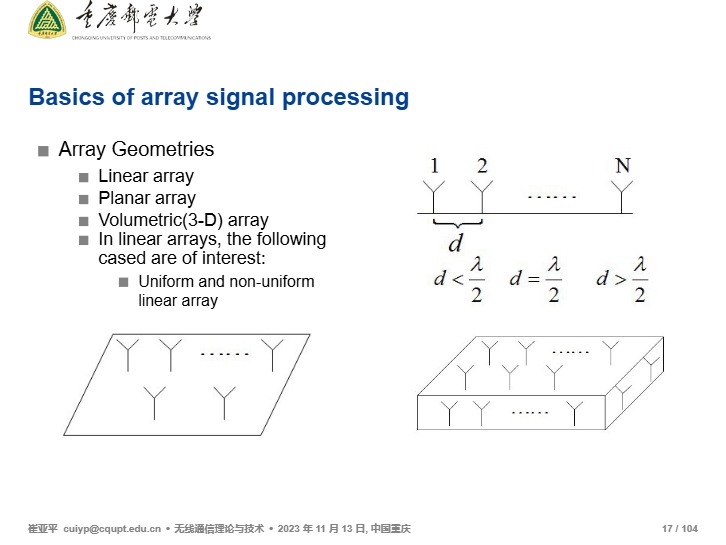 重慶郵電大学
CHONGQING UNIVERSITY OF POSTS AND TELECOMMUNICATIONS
Basics of array signal processing
Array Geometries
Linear array
Planar array
Volumetric(3-D) array
In linear arrays, the following
cased are of interest:
Uniform and non-uniform
linear array
1 2 ...... N
d
d < λ/2 d = λ/2 d > λ/2
崔亚平 cuiyp@cqupt.edu.cn • 无线通信理论与技术 • 2023 年 11 月 13 日, 中国重庆
17 / 104